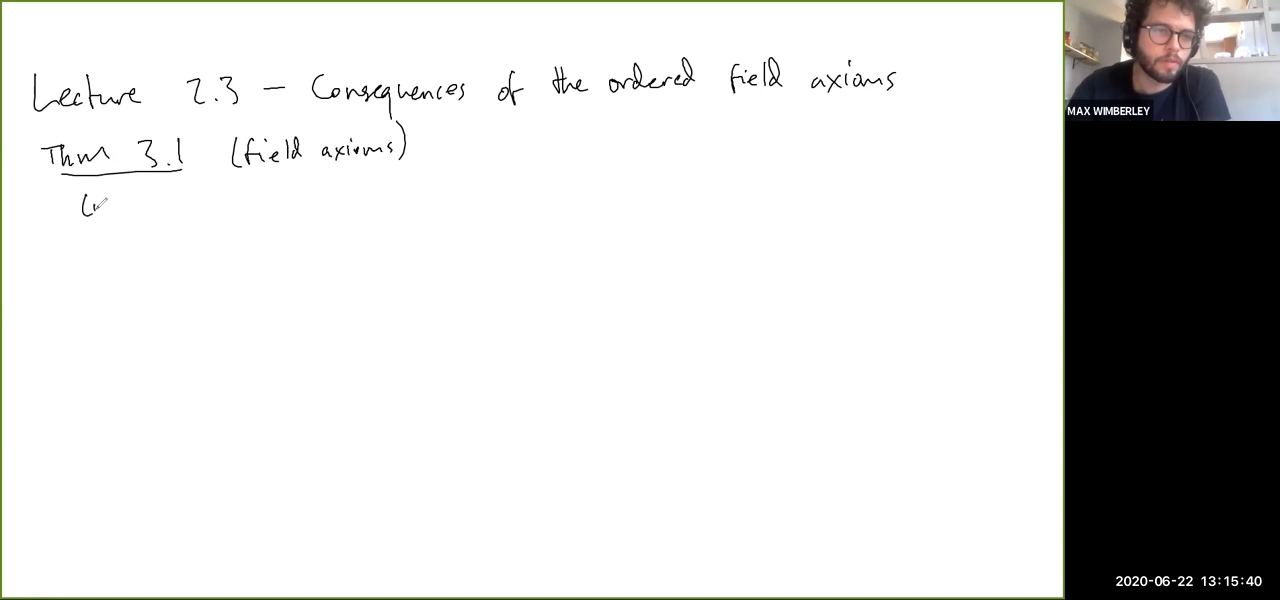 Lecture 2.3 — Consequences of the ordered field axioms
Thm 3.1 (field axioms)
(
MAX WIMBERLEY
2020-06-22 13:15:40